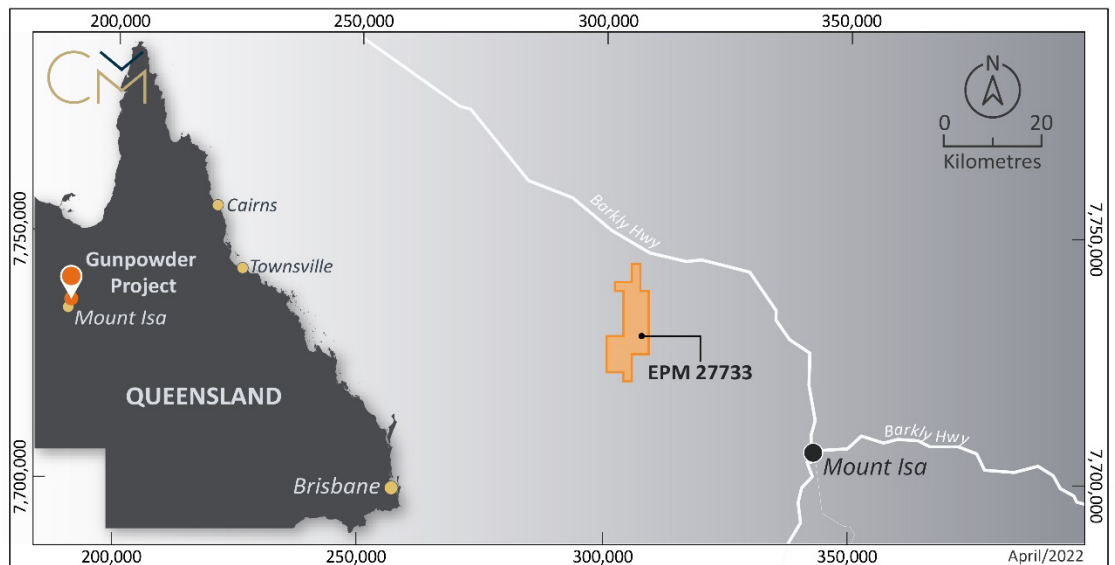 200,000 250,000 300,000 350,000
CM
N
0 20
Kilometres
Barkly Hwy
7,750,000
7,750,000
Cairns
Gunpowder
Project
Townsville
Mount Isa
EPM 27733
QUEENSLAND
Barkly Hwy
Mount Isa
Brisbane
7,700,000
7,700,000
200,000 250,000 300,000 350,000
April/2022